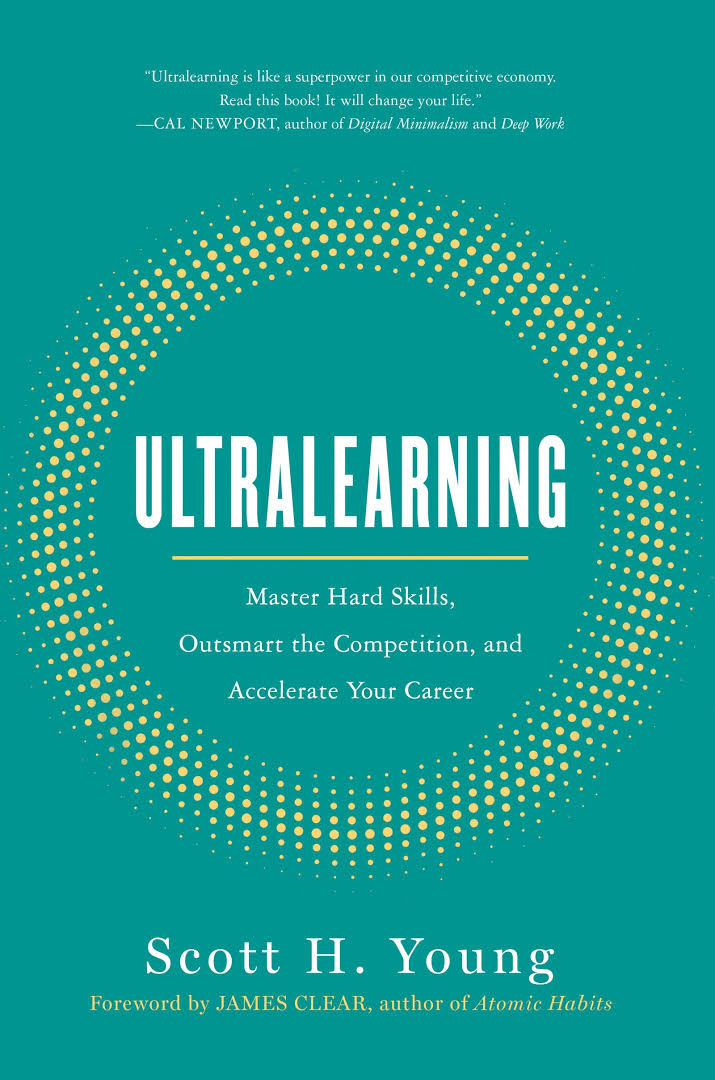 “Ultralearning is like a superpower in our competitive economy.
Read this book! It will change your life.”
—CAL NEWPORT, author of Digital Minimalism and Deep Work
ULTRALEARNING
Master Hard Skills,
Outsmart the Competition, and
Accelerate Your Career
Scott H. Young
Foreword by JAMES CLEAR, author of Atomic Habits